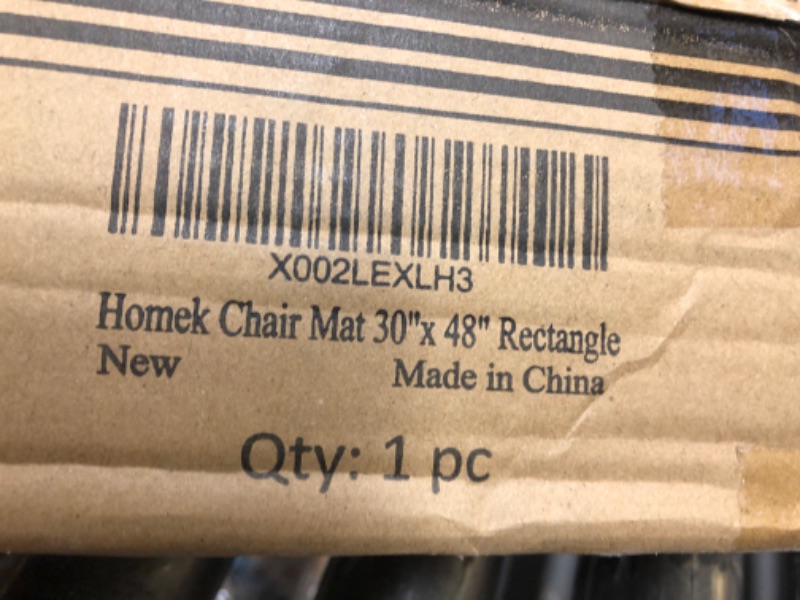 X002LEXLH3
Homek Chair Mat 30"x 48" Rectangle
New Made in China
Qty: 1 pc